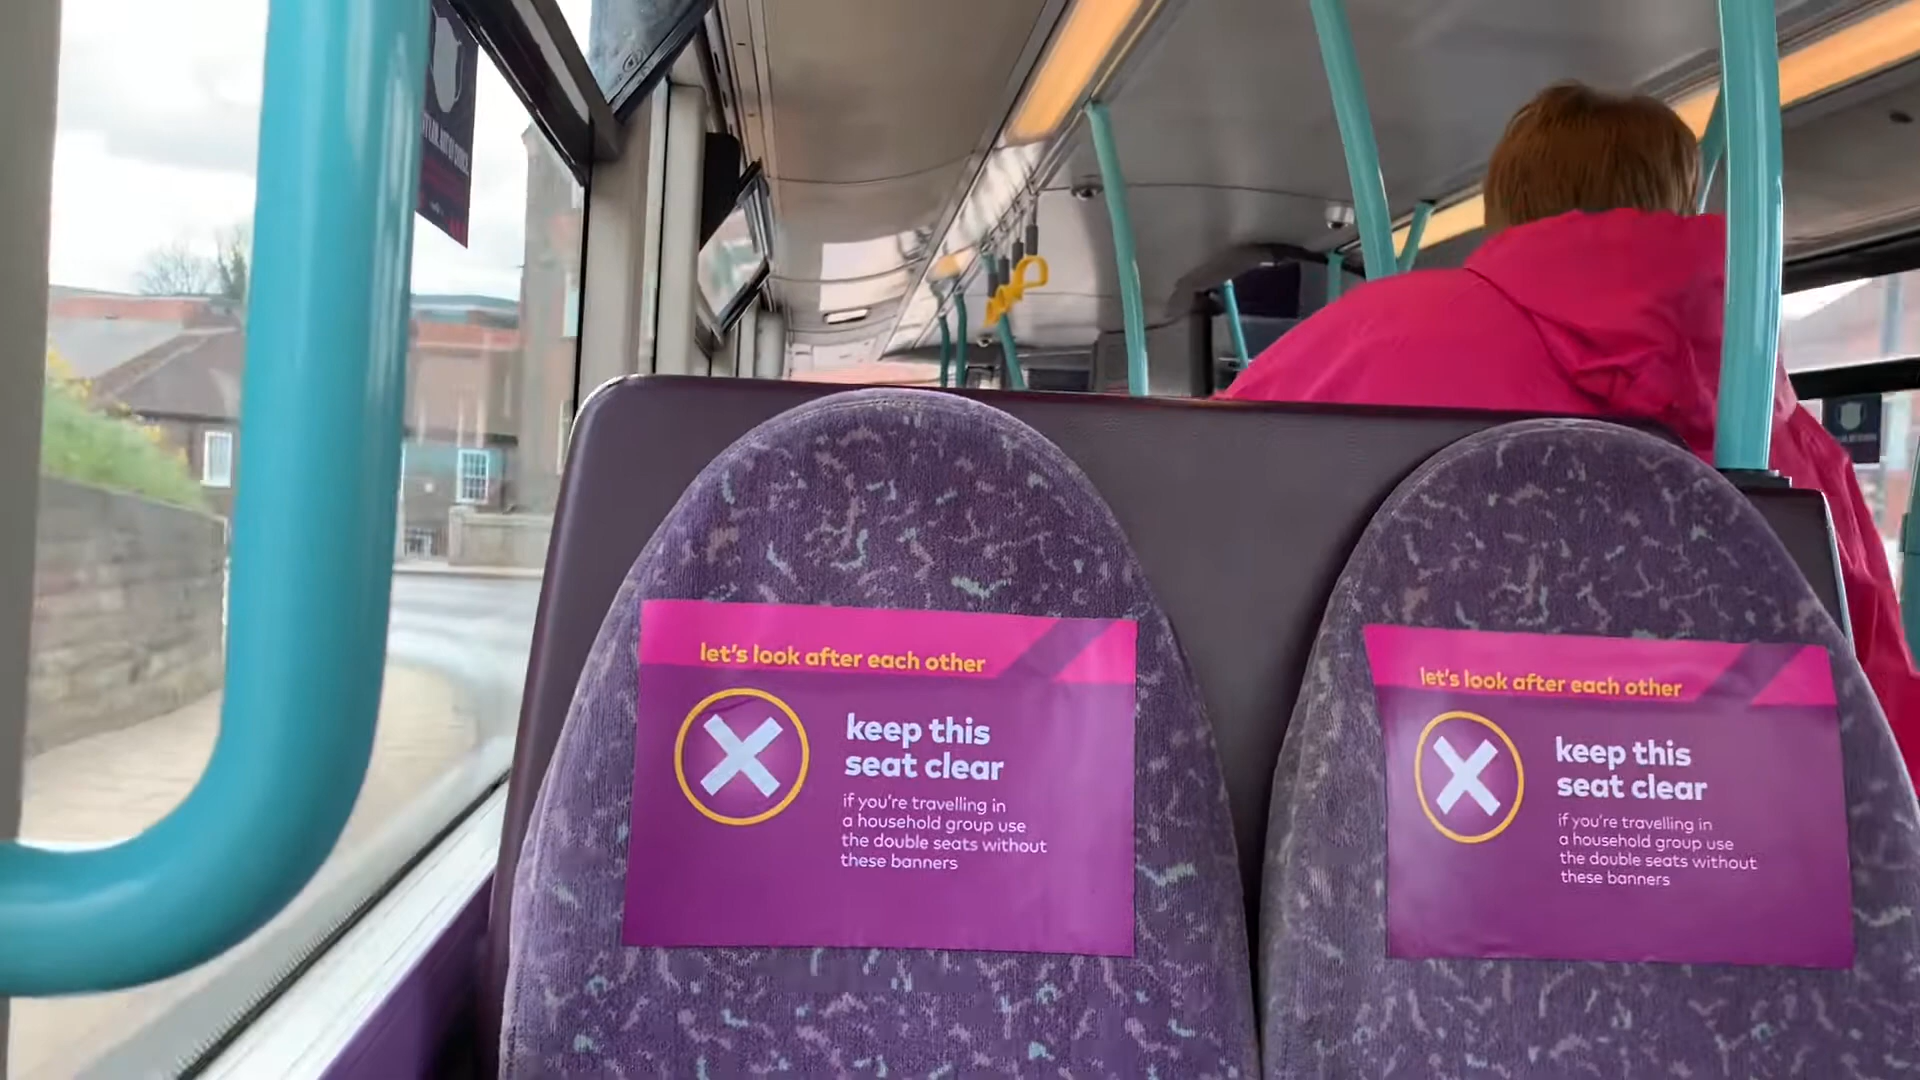 let's look after each other
keep this
seat clear
if you're travelling in
a household group use
the double seats without
these banners
let's look after each other
keep this
seat clear
if you're travelling in
a household group use
the double seats without
these banners